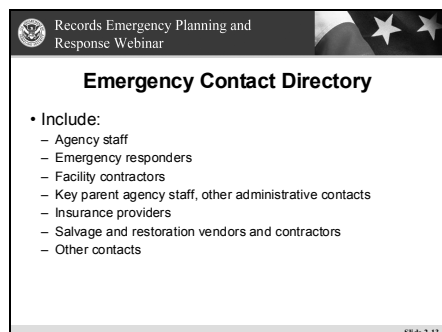 Records Emergency Planning and
Response Webinar
Emergency Contact Directory
• Include:
– Agency staff
– Emergency responders
– Facility contractors
– Key parent agency staff, other administrative contacts
– Insurance providers
– Salvage and restoration vendors and contractors
– Other contacts